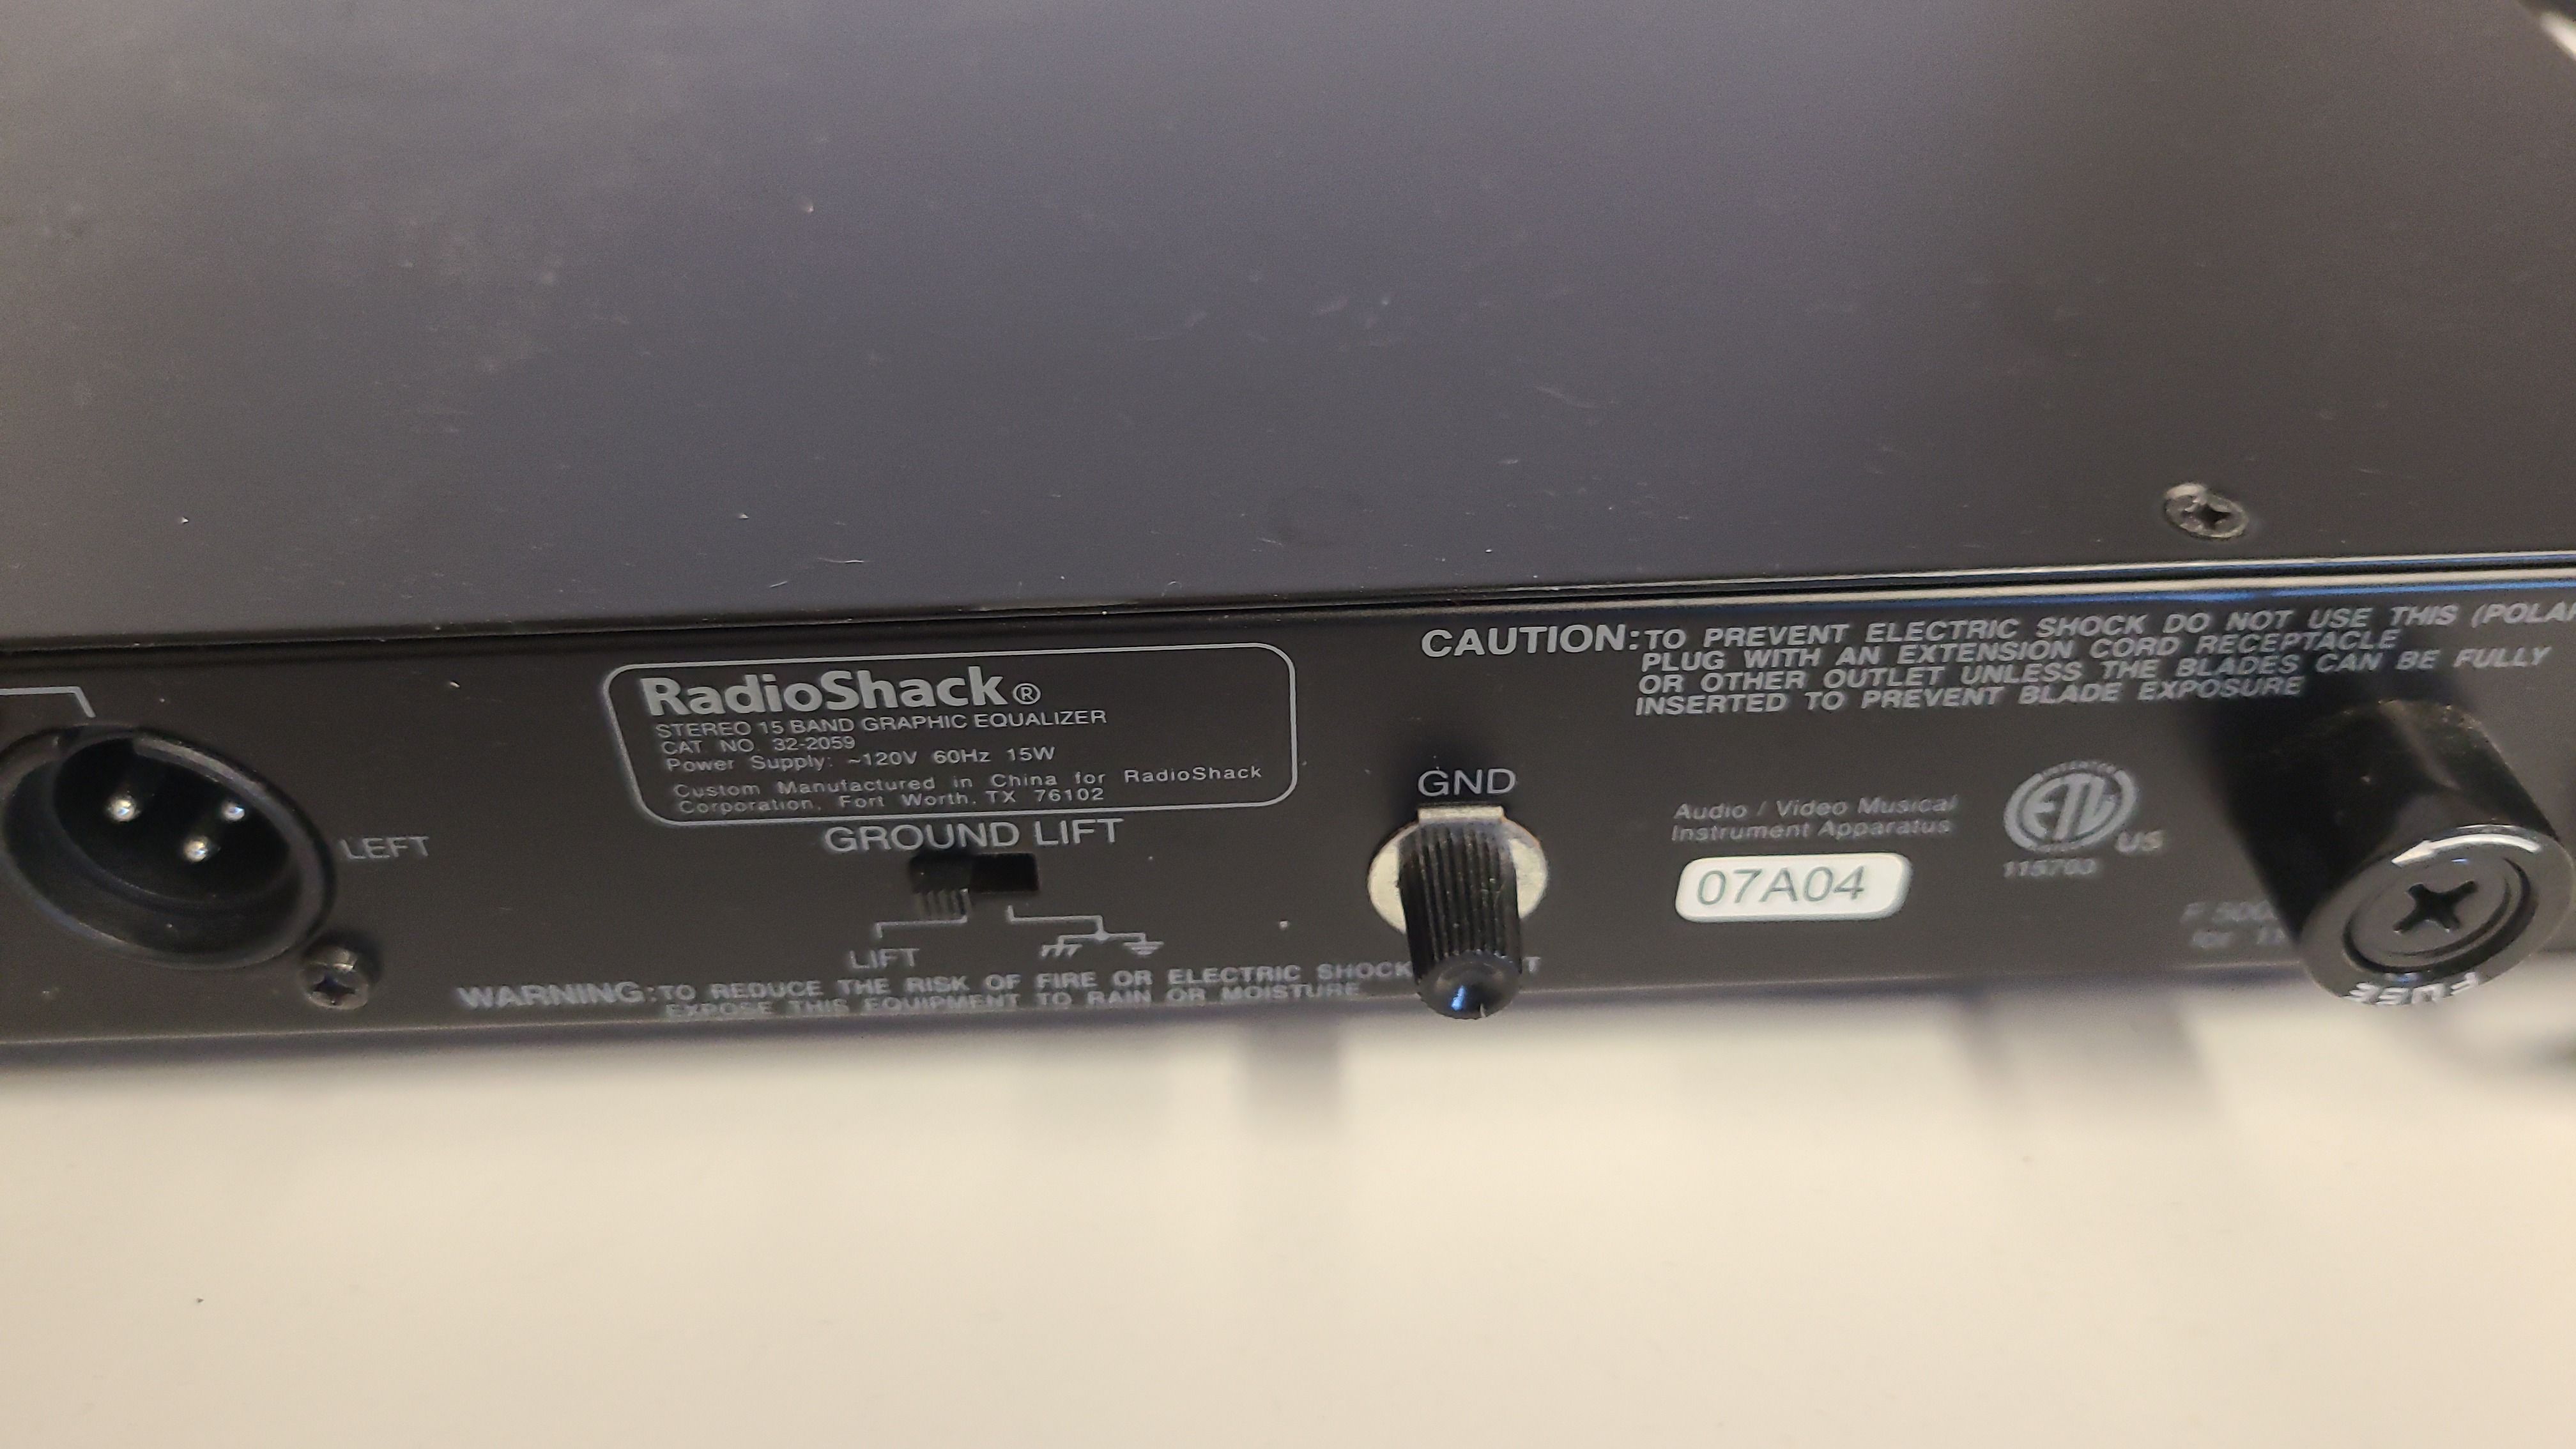 RadioShack®
STEREO 15 BAND GRAPHIC EQUALIZER
CAT NO. 32-2059
Power Supply: ~120V 60Hz 15W
Custom Manufactured in China for RadioShack
Corporation, Fort Worth, TX 76102
GROUND LIFT
LIFT
LEFT
WARNING: TO REDUCE THE RISK OF FIRE OR ELECTRIC SHOCK
EXPOSE THIS EQUIPMENT TO RAIN OR MOISTURE
CAUTION: TO PREVENT ELECTRIC SHOCK DO NOT USE THIS
PLUG WITH AN EXTENSION CORD RECEPTACLE
OR OTHER OUTLET UNLESS THE BLADES CAN BE FULLY
INSERTED TO PREVENT BLADE EXPOSURE
GND
Audio / Video Musical
Instrument Apparatus
07A04
ETL
US
115703
FUSE